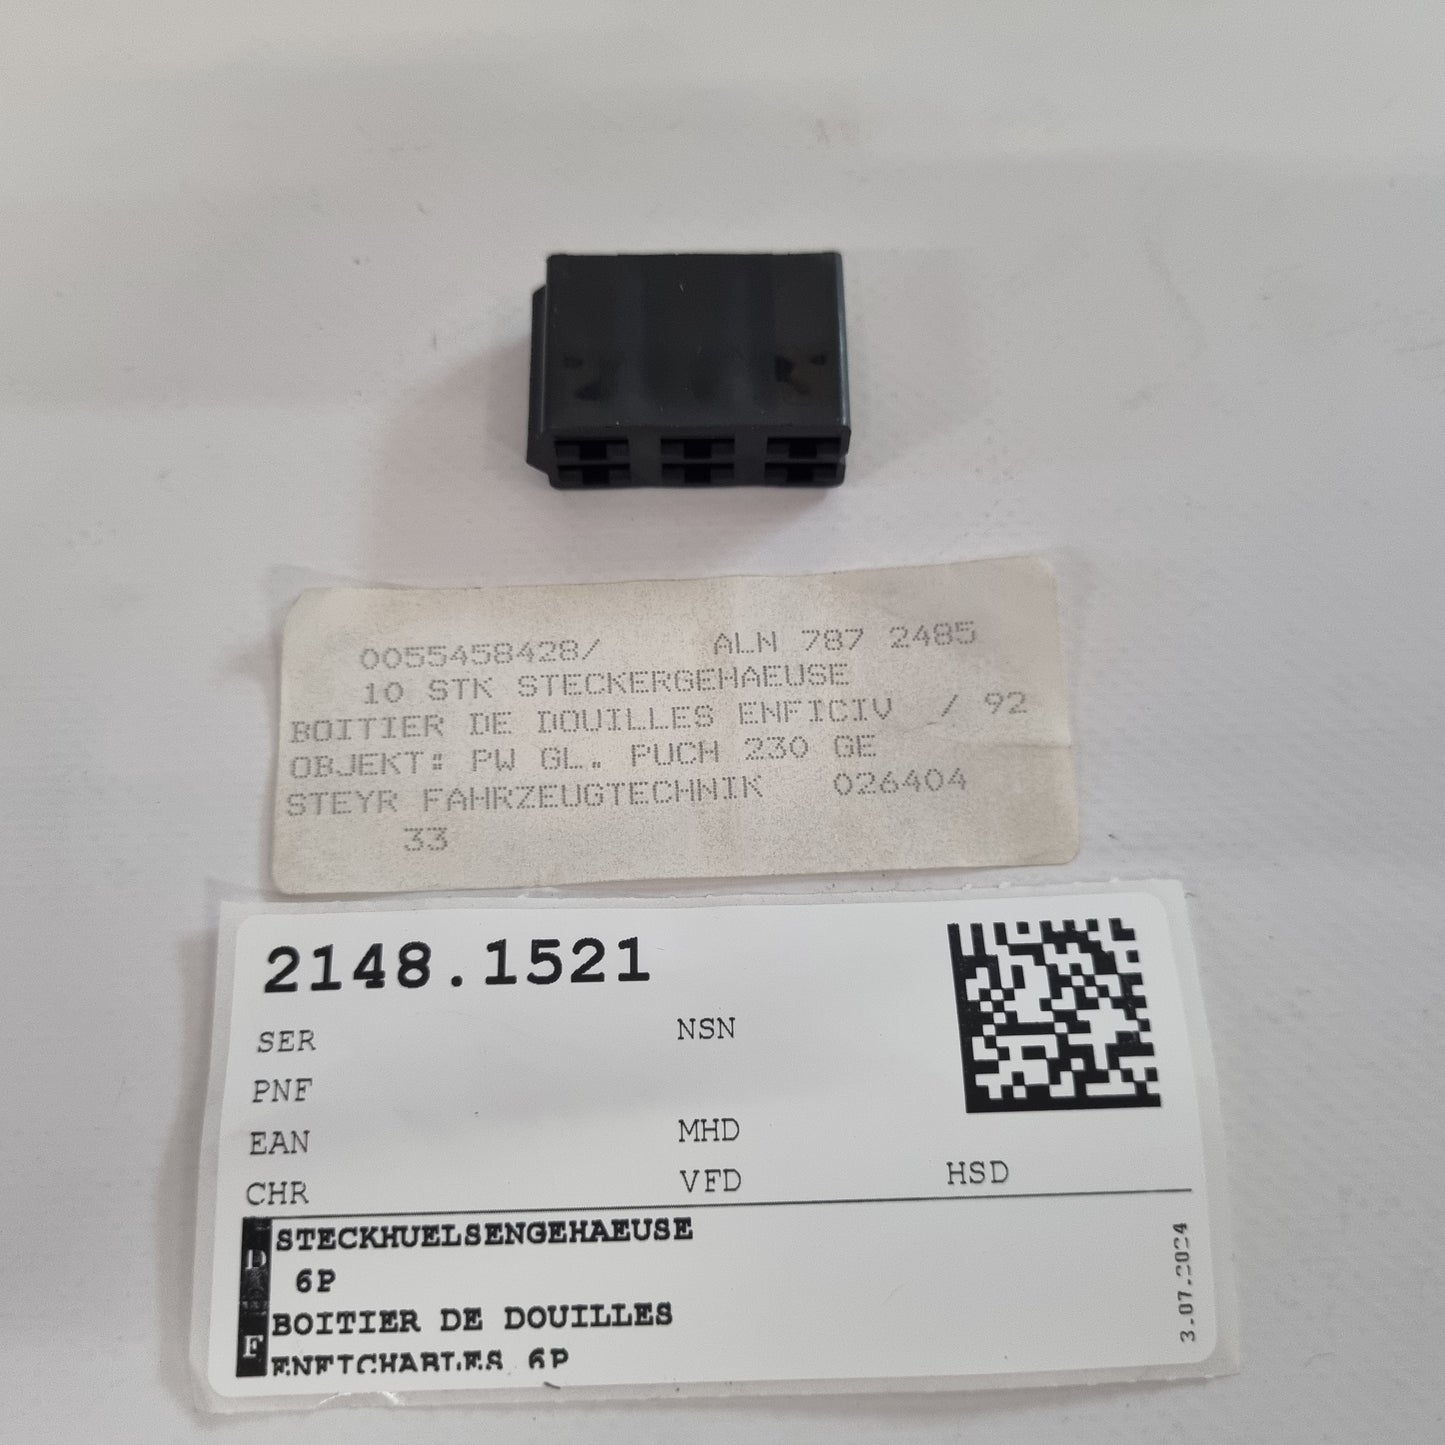 0055458428/ ALN 787 2485
10 STK STECKERGEHAEUSE
BOITIER DE DOUILLES ENFICIV / 92
OBJEKT: PW GL. PUCH 230 GE
STEYR FAHRZEUGTECHNIK 026404
33
2148.1521
SER NSN
PNF
EAN MHD
CHR VFD HSD
D STECKHUELSENGEHAEUSE
6P
F BOITIER DE DOUILLES
ENFICHABLES 6P
3.07.2024